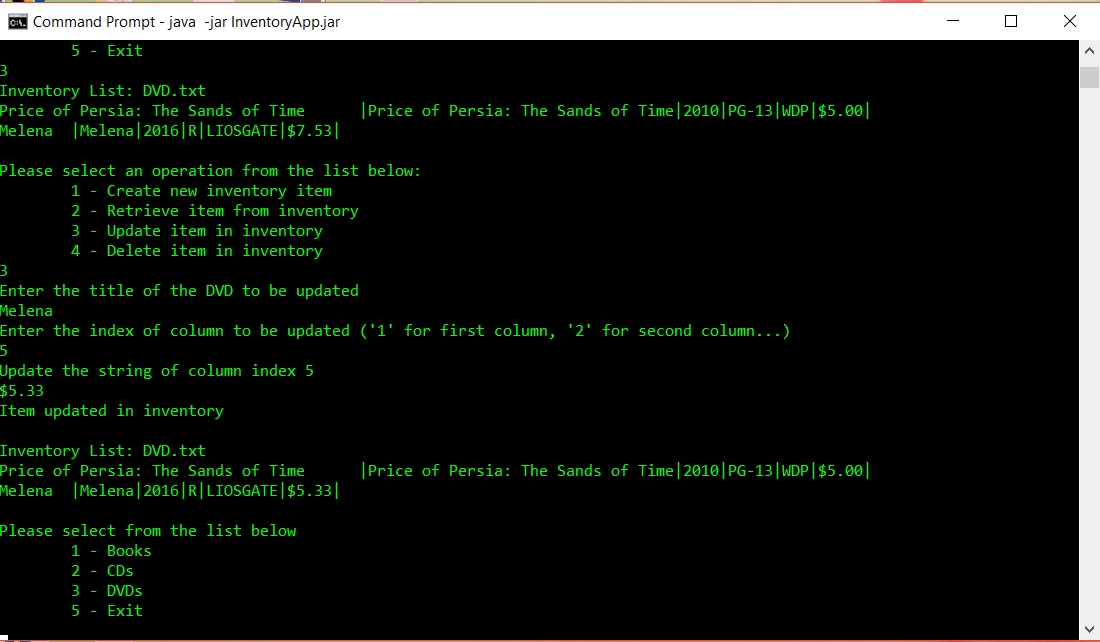 Command Prompt - java  -jar InventoryApp.jar
        5 - Exit
3
Inventory List: DVD.txt
Price of Persia: The Sands of Time      |Price of Persia: The Sands of Time|2010|PG-13|WDP|$5.00|
Melena  |Melena|2016|R|LIOSGATE|$7.53|

Please select an operation from the list below:
        1 - Create new inventory item
        2 - Retrieve item from inventory
        3 - Update item in inventory
        4 - Delete item in inventory
3
Enter the title of the DVD to be updated
Melena
Enter the index of column to be updated ('1' for first column, '2' for second column...)
5
Update the string of column index 5
$5.33
Item updated in inventory

Inventory List: DVD.txt
Price of Persia: The Sands of Time      |Price of Persia: The Sands of Time|2010|PG-13|WDP|$5.00|
Melena  |Melena|2016|R|LIOSGATE|$5.33|

Please select from the list below
        1 - Books
        2 - CDs
        3 - DVDs
        5 - Exit